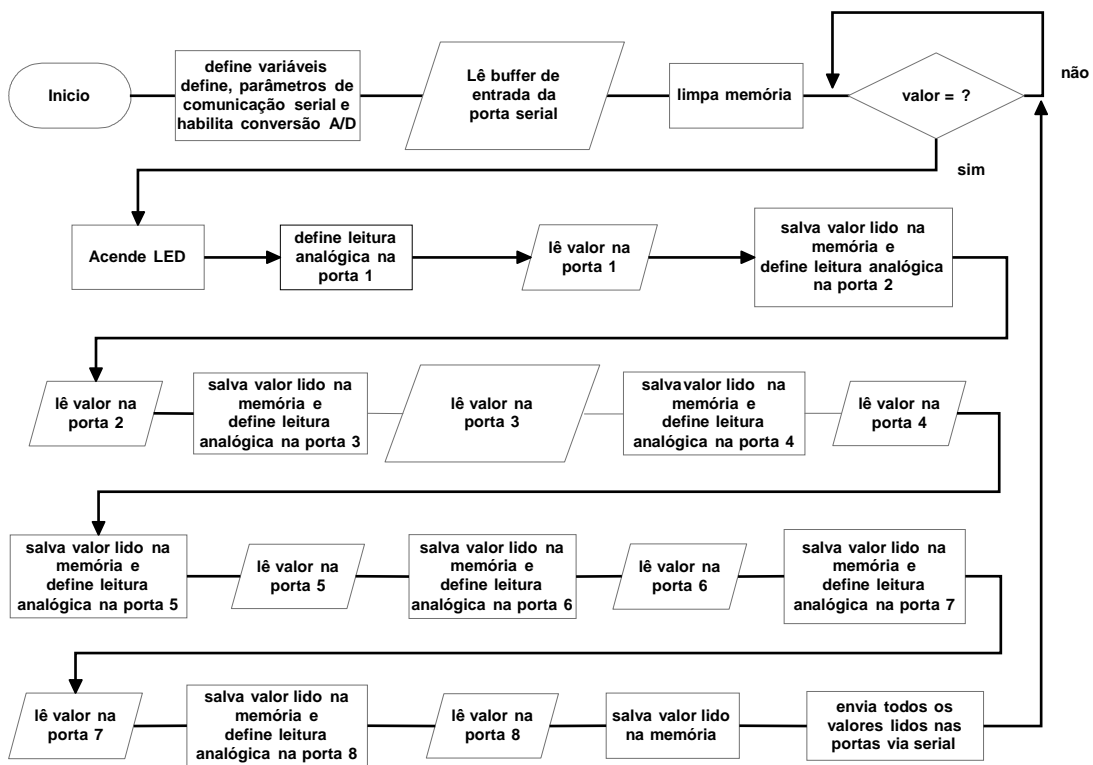 Inicio
define variáveis
define, parâmetros de
comunicação serial e
habilita conversão A/D
Lê buffer de
entrada da
porta serial
limpa memória
valor = ?
não
sim
Acende LED
define leitura
analógica na
porta 1
lê valor na
porta 1
salva valor lido na
memória e
define leitura analógica
na porta 2
lê valor na
porta 2
salva valor lido na
memória e
define leitura
analógica na porta 3
lê valor na
porta 3
salva valor lido na
memória e
define leitura
analógica na porta 4
lê valor na
porta 4
salva valor lido na
memória e
define leitura
analógica na porta 5
lê valor na
porta 5
salva valor lido na
memória e
define leitura
analógica na porta 6
lê valor na
porta 6
salva valor lido na
memória e
define leitura
analógica na porta 7
lê valor na
porta 7
salva valor lido na
memória e
define leitura
analógica na porta 8
lê valor na
porta 8
salva valor lido
na memória
envia todos os
valores lidos nas
portas via serial